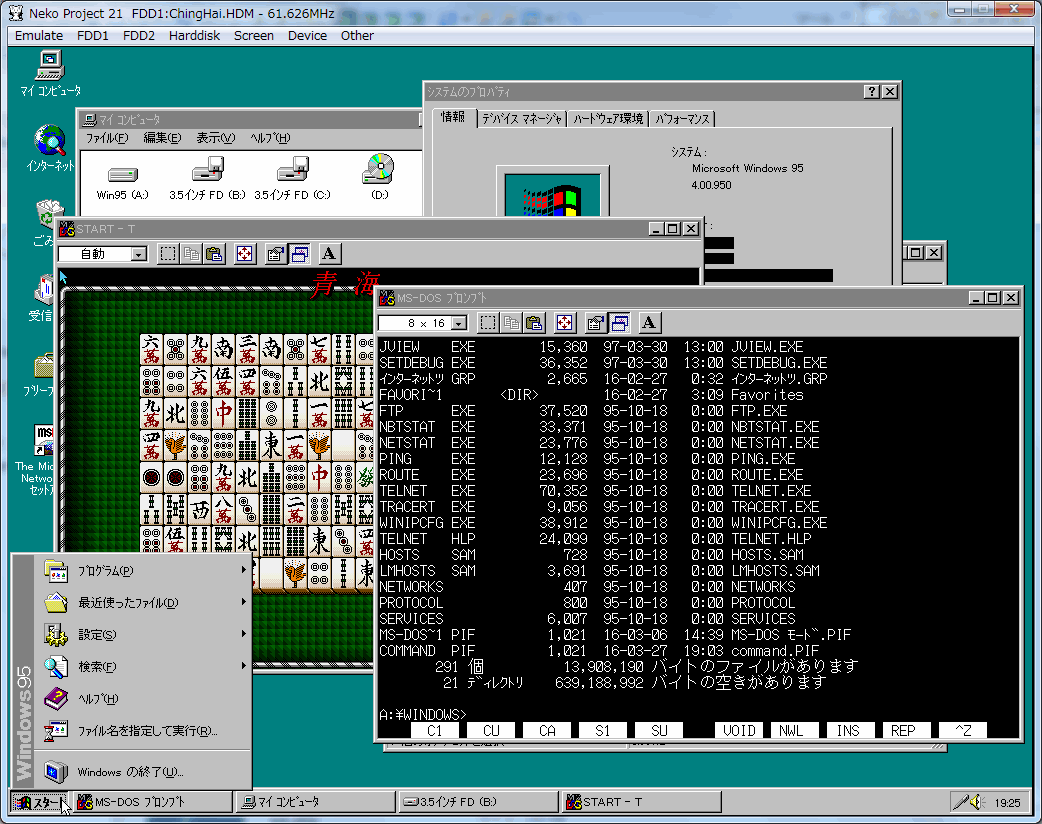 Neko Project 21 FDD1:ChingHai.HDM - 61.626MHz
Emulate FDD1 FDD2 Harddisk Screen Device Other
マイ コンピュータ
インターネット
ごみ
受信
The Mic
Netwo
マイ コンピュータ
ファイル(F) 編集(E) 表示(V) ヘルプ(H)
Win95 (A:) 3.5インチ FD (B:) 3.5インチ FD (C:) (D:)
システムのプロパティ
情報 デバイス マネージャ ハードウェア環境 パフォーマンス
システム :
Microsoft Windows 95
4.00.950
START - T
自動
青海
MS-DOS プロンプト
8 × 16
JVIEW EXE 15,360 97-03-30 13:00 JVIEW.EXE
SETDEBUG EXE 36,352 97-03-30 13:00 SETDEBUG.EXE
インターネットツ GRP 2,665 16-02-27 0:32 インターネットツ.GRP
FAVORI~1 <DIR> 16-02-27 3:09 Favorites
FTP EXE 37,520 95-10-18 0:00 FTP.EXE
NBTSTAT EXE 33,371 95-10-18 0:00 NBTSTAT.EXE
NETSTAT EXE 23,776 95-10-18 0:00 NETSTAT.EXE
PING EXE 12,128 95-10-18 0:00 PING.EXE
ROUTE EXE 23,696 95-10-18 0:00 ROUTE.EXE
TELNET EXE 70,352 95-10-18 0:00 TELNET.EXE
TRACERT EXE 9,056 95-10-18 0:00 TRACERT.EXE
WINIPCFG EXE 38,912 95-10-18 0:00 WINIPCFG.EXE
TELNET HLP 24,099 95-10-18 0:00 TELNET.HLP
HOSTS SAM 728 95-10-18 0:00 HOSTS.SAM
LMHOSTS SAM 3,691 95-10-18 0:00 LMHOSTS.SAM
NETWORKS 407 95-10-18 0:00 NETWORKS
PROTOCOL 800 95-10-18 0:00 PROTOCOL
SERVICES 6,007 95-10-18 0:00 SERVICES
MS-DOS~1 PIF 1,021 16-03-06 14:39 MS-DOS モード.PIF
COMMAND PIF 1,021 16-03-27 19:03 command.PIF
291 個 13,908,190 バイトのファイルがあります
21 ディレクトリ 639,188,992 バイトの空きがあります
A:¥WINDOWS>
C1 CU CA S1 SU VOID NWL INS REP ^Z
Windows95
プログラム(P)
最近使ったファイル(D)
設定(S)
検索(F)
ヘルプ(H)
ファイル名を指定して実行(R)...
Windows の終了(U)...
スタート MS-DOS プロンプト マイ コンピュータ 3.5インチ FD (B:) START - T 19:25